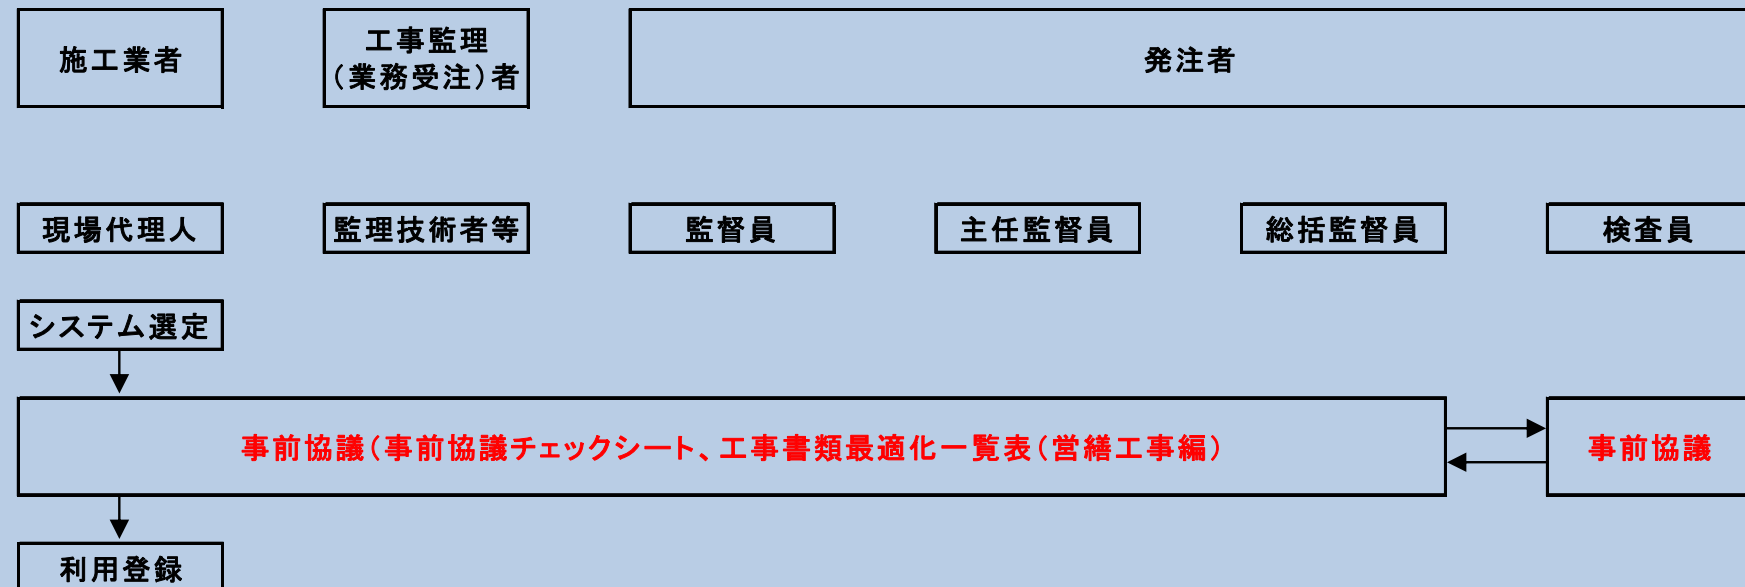 施工業者
工事監理
(業務受注)者
発注者
現場代理人
監理技術者等
監督員
主任監督員
総括監督員
検査員
システム選定
事前協議(事前協議チェックシート、工事書類最適化一覧表(営繕工事編)
事前協議
利用登録